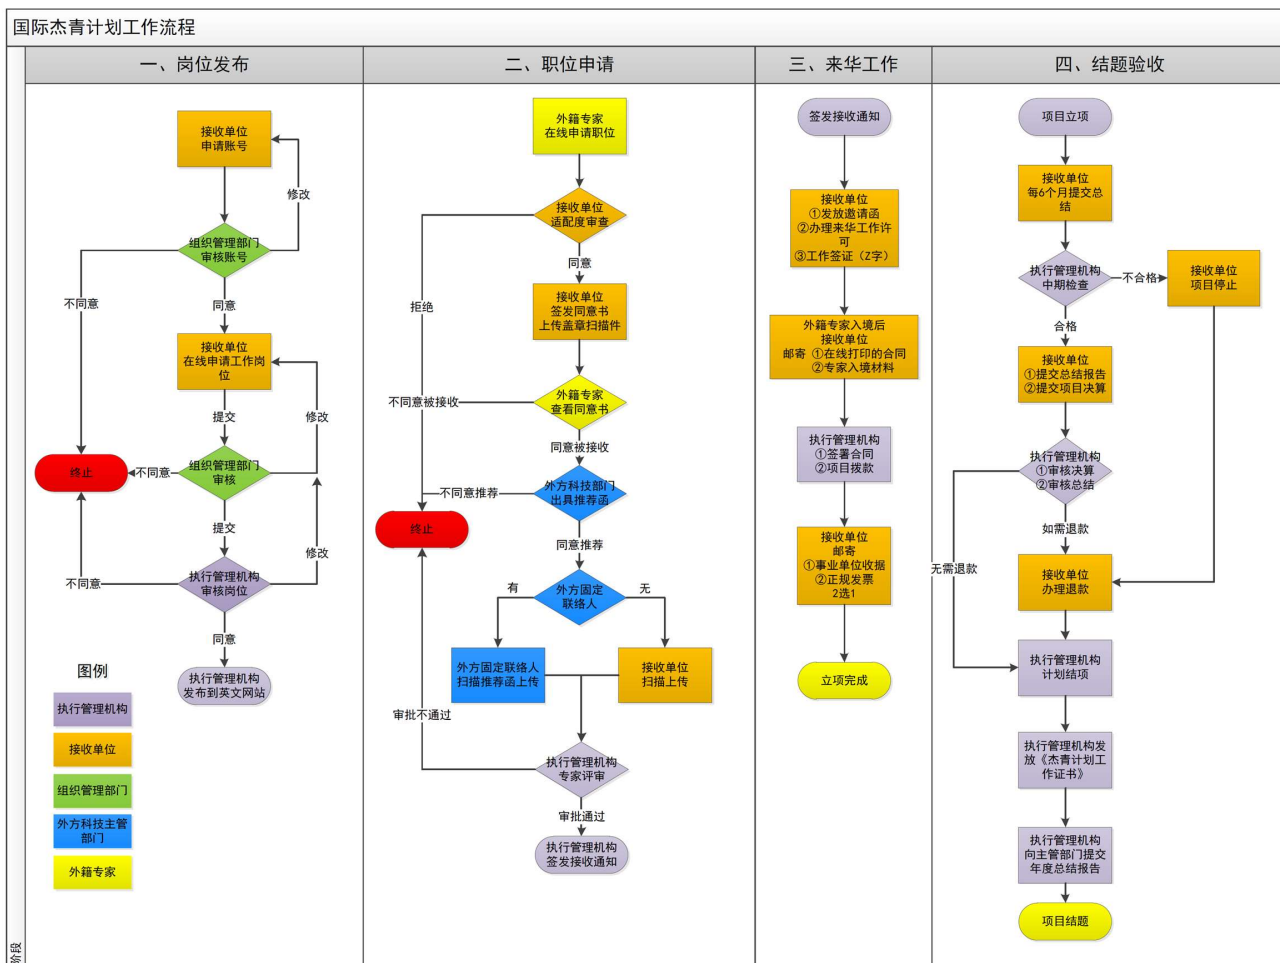 国际杰青计划工作流程
一、岗位发布
接收单位
申请账号
修改
组织管理部门
审核账号
不同意
同意
接收单位
在线申请工作岗
位
提交
修改
终止
不同意
组织管理部门
审核
提交
修改
不同意
执行管理机构
审核岗位
同意
执行管理机构
发布到英文网站
图例
执行管理机构
接收单位
组织管理部门
外方科技主管
部门
外籍专家
二、职位申请
外籍专家
在线申请职位
接收单位
适配度审查
同意
拒绝
接收单位
签发同意书
上传盖章扫描件
不同意被接收
外籍专家
查看同意书
同意被接收
不同意推荐
外方科技部门
出具推荐函
终止
同意推荐
有
外方固定
联络人
无
外方固定联络人
扫描推荐函上传
接收单位
扫描上传
审批不通过
执行管理机构
专家评审
审批通过
执行管理机构
签发接收通知
三、来华工作
签发接收通知
接收单位
①发放邀请函
②办理来华工作许
可
③工作签证（Z字）
外籍专家入境后
接收单位
邮寄 ①在线打印的合同
②专家入境材料
执行管理机构
①签署合同
②项目拨款
接收单位
邮寄
①事业单位收据
②正规发票
2选1
立项完成
四、结题验收
项目立项
接收单位
每6个月提交总
结
执行管理机构
中期检查
不合格
接收单位
项目停止
合格
接收单位
①提交总结报告
②提交项目决算
执行管理机构
①审核决算
②审核总结
如需退款
无需退款
接收单位
办理退款
执行管理机构
计划结项
执行管理机构发
放《杰青计划工
作证书》
执行管理机构
向主管部门提交
年度总结报告
项目结题
阶段